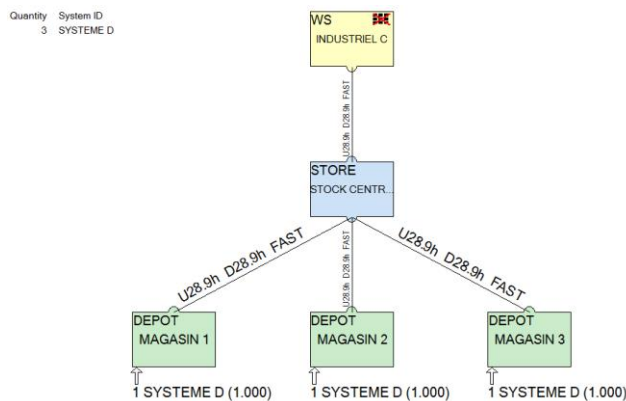 Quantity System ID
3 SYSTEME D
WS
INDUSTRIEL C
U28.9h D28.9h FAST
STORE
STOCK CENTR...
U28.9h D28.9h FAST
U28.9h D28.9h FAST
U28.9h D28.9h FAST
DEPOT
MAGASIN 1
DEPOT
MAGASIN 2
DEPOT
MAGASIN 3
1 SYSTEME D (1.000)
1 SYSTEME D (1.000)
1 SYSTEME D (1.000)